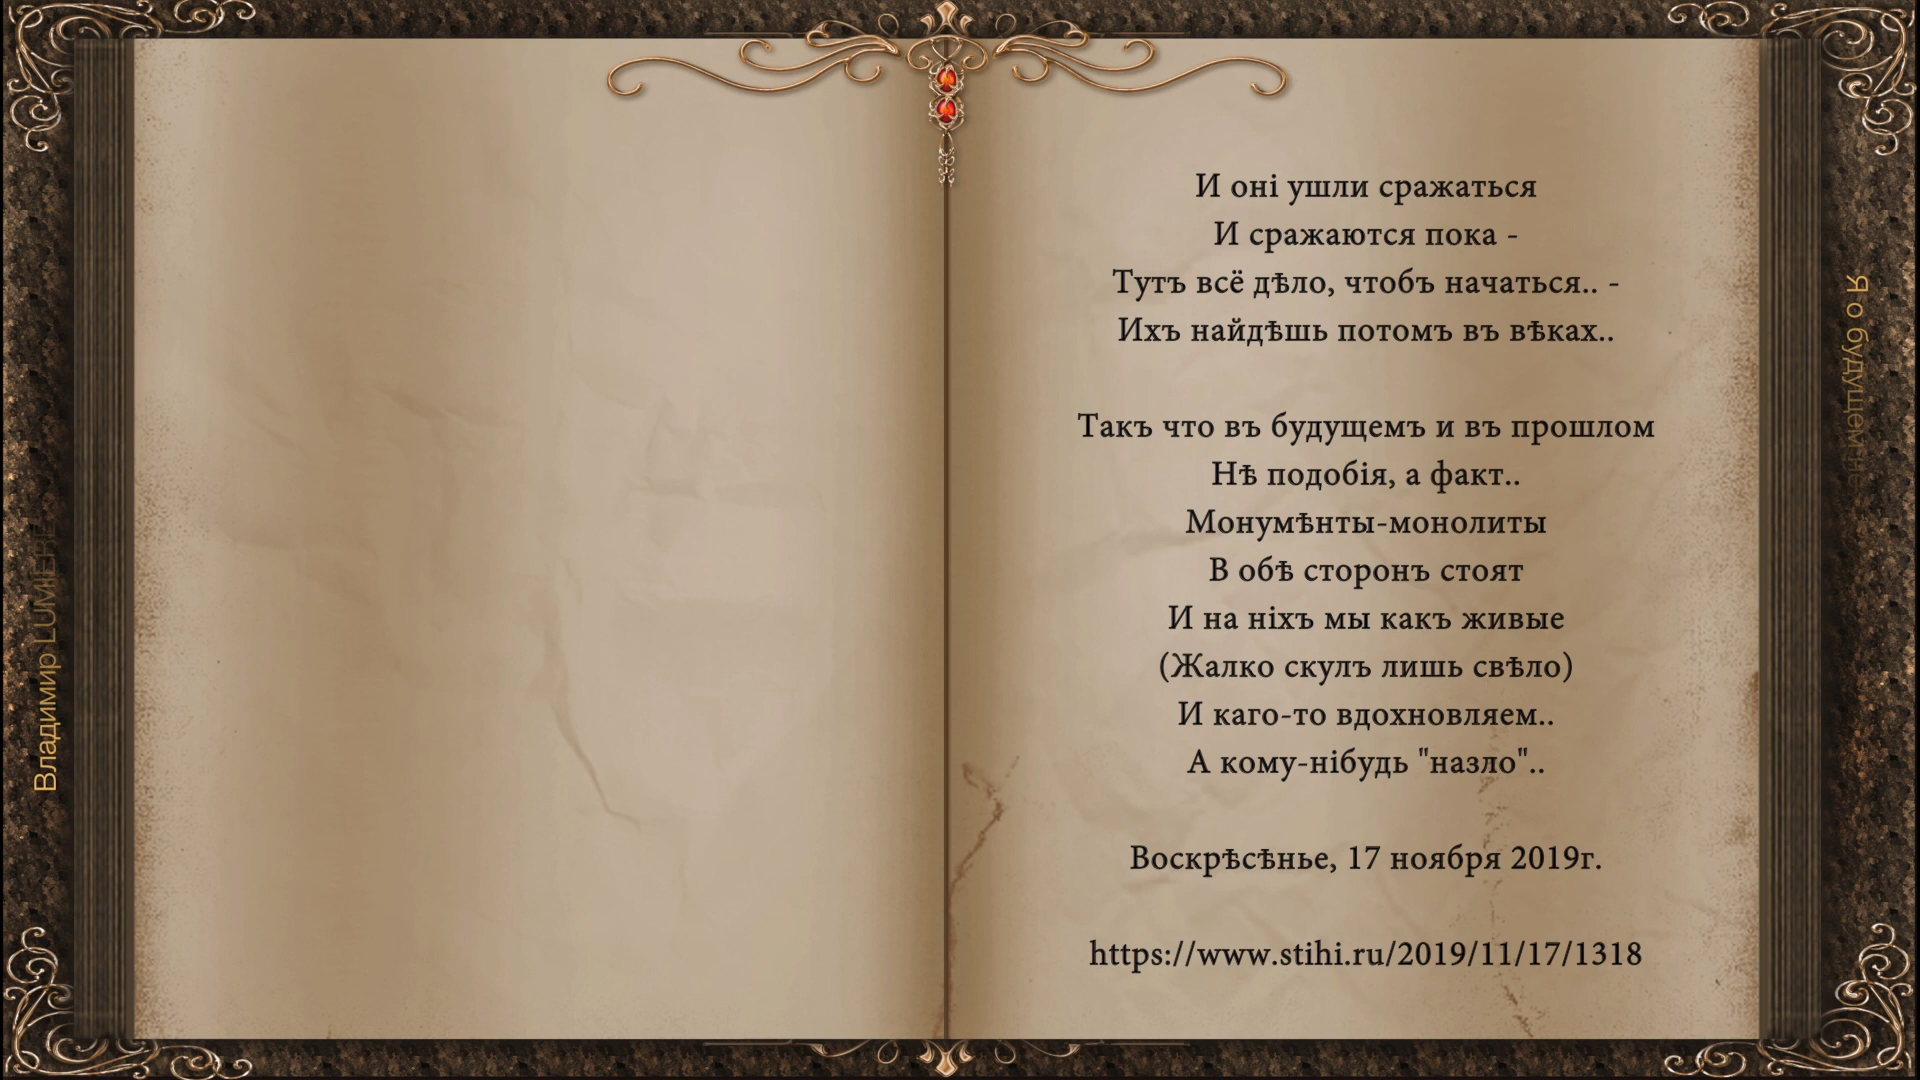 Владимир LUMIERE
И оні ушли сражаться
И сражаются пока -
Тутъ всё дѣло, чтобъ начаться.. -
Ихъ найдѣшь потомъ въ вѣках..
Такъ что въ будущемъ и въ прошлом
Нѣ подобія, а факт..
Монумѣнты-монолиты
В обѣ сторонъ стоят
И на ніхъ мы какъ живые
(Жалко скулъ лишь свѣло)
И каго-то вдохновляем..
А кому-нібудь "назло"..
Воскрѣсѣнье, 17 ноября 2019г.
https://www.stihi.ru/2019/11/17/1318
Я о будущем